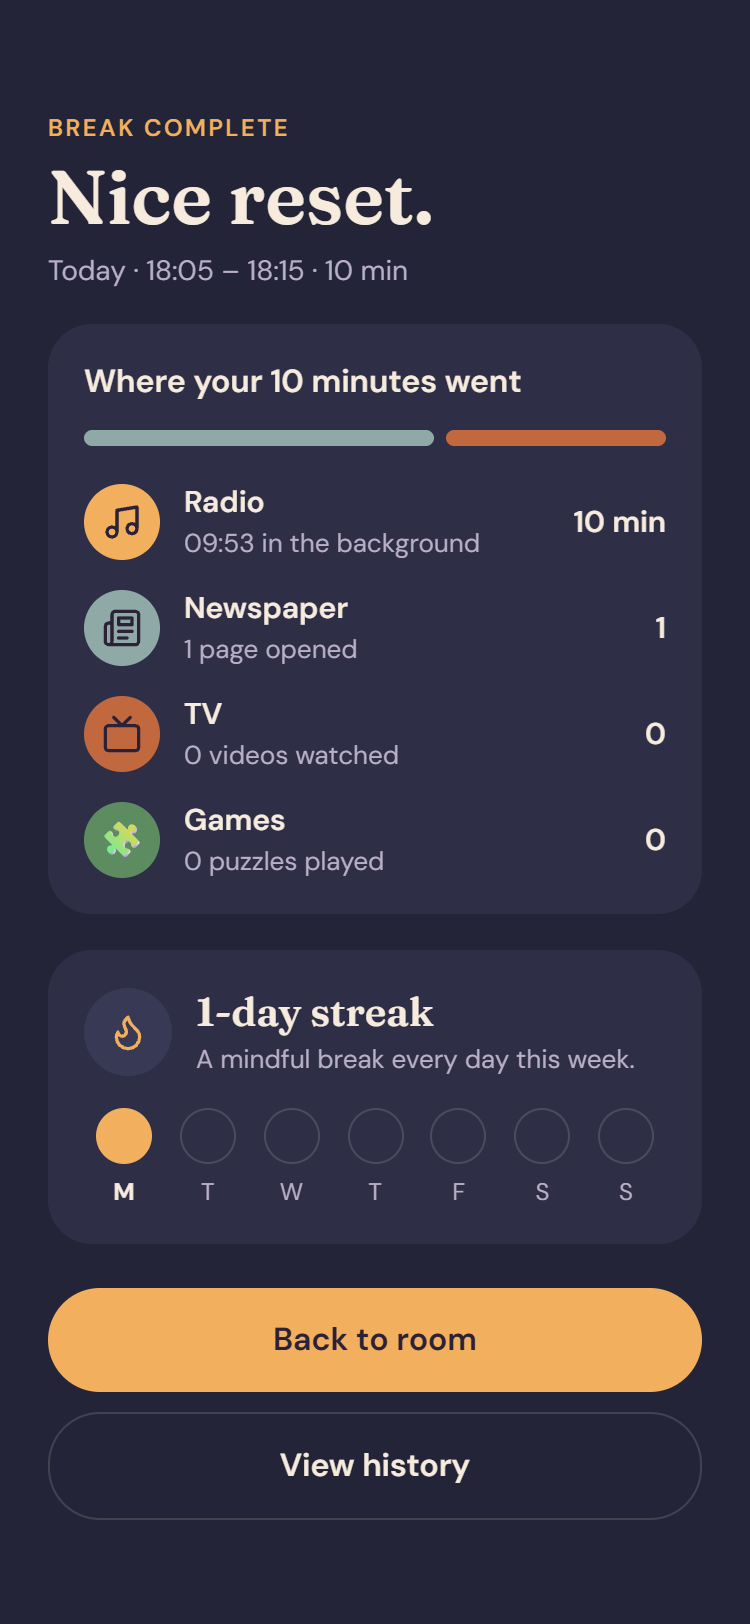 BREAK COMPLETE
Nice reset.
Today · 18:05 – 18:15 · 10 min
Where your 10 minutes went
Radio
09:53 in the background
10 min
Newspaper
1 page opened
1
TV
0 videos watched
0
Games
0 puzzles played
0
1-day streak
A mindful break every day this week.
M T W T F S S
Back to room
View history